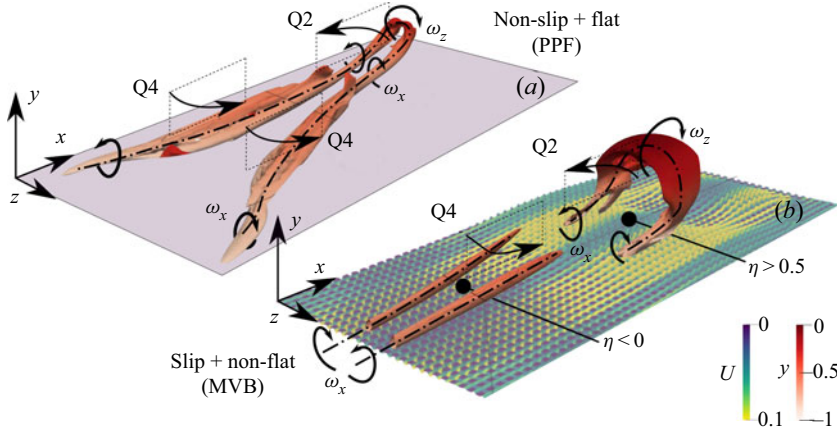 Q2
ω_z
Non-slip + flat
(PPF)
(a)
Q4
ω_x
Q4
y
x
z
ω_x
y
x
z
Q4
Q2
ω_z
(b)
ω_x
η > 0.5
η < 0
Slip + non-flat
(MVB)
ω_x
U
0
0.1
y
0
−0.5
−1